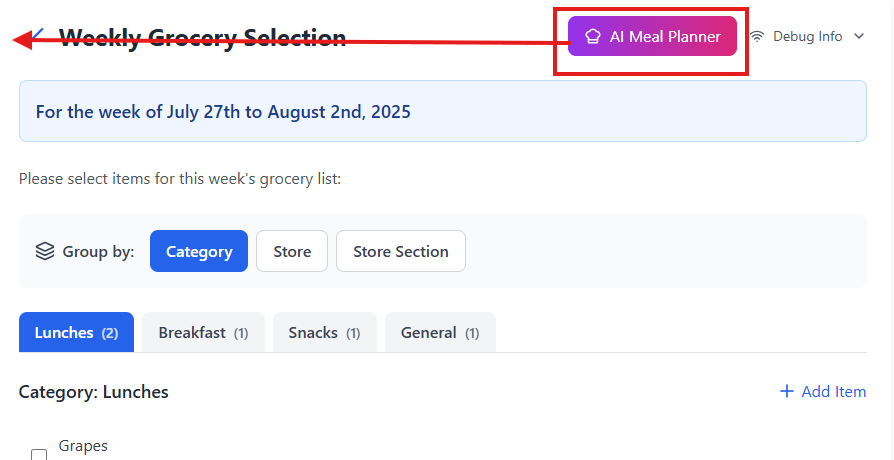 Weekly Grocery Selection
AI Meal Planner
Debug Info
For the week of July 27th to August 2nd, 2025
Please select items for this week's grocery list:
Group by:
Category
Store
Store Section
Lunches (2)
Breakfast (1)
Snacks (1)
General (1)
Category: Lunches
Add Item
Grapes